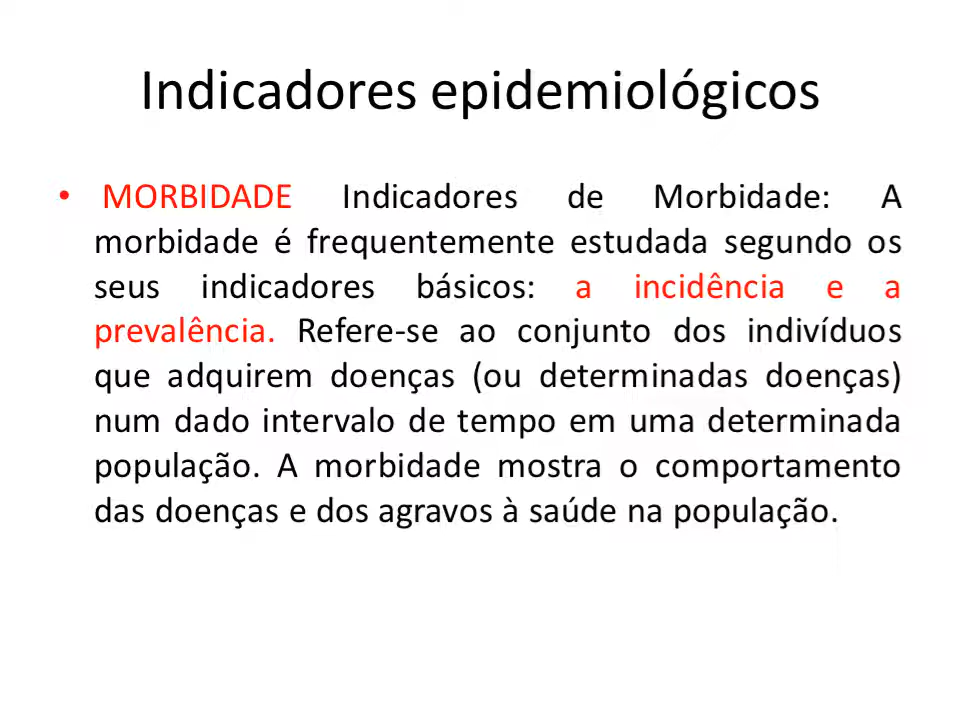 Indicadores epidemiológicos
• MORBIDADE Indicadores de Morbidade: A
morbidade é frequentemente estudada segundo os
seus indicadores básicos: a incidência e a
prevalência. Refere-se ao conjunto dos indivíduos
que adquirem doenças (ou determinadas doenças)
num dado intervalo de tempo em uma determinada
população. A morbidade mostra o comportamento
das doenças e dos agravos à saúde na população.